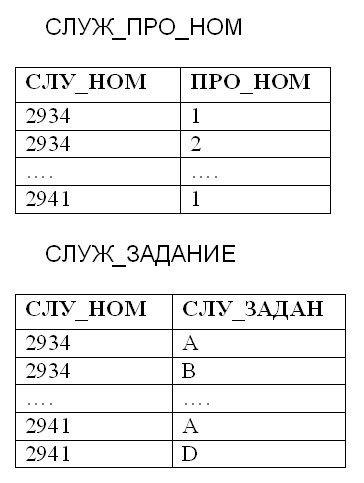 СЛУЖ_ПРО_НОМ
СЛУ_НОМ ПРО_НОМ
2934 1
2934 2
.... ....
2941 1
СЛУЖ_ЗАДАНИЕ
СЛУ_НОМ СЛУ_ЗАДАН
2934 A
2934 B
.... ....
2941 A
2941 D